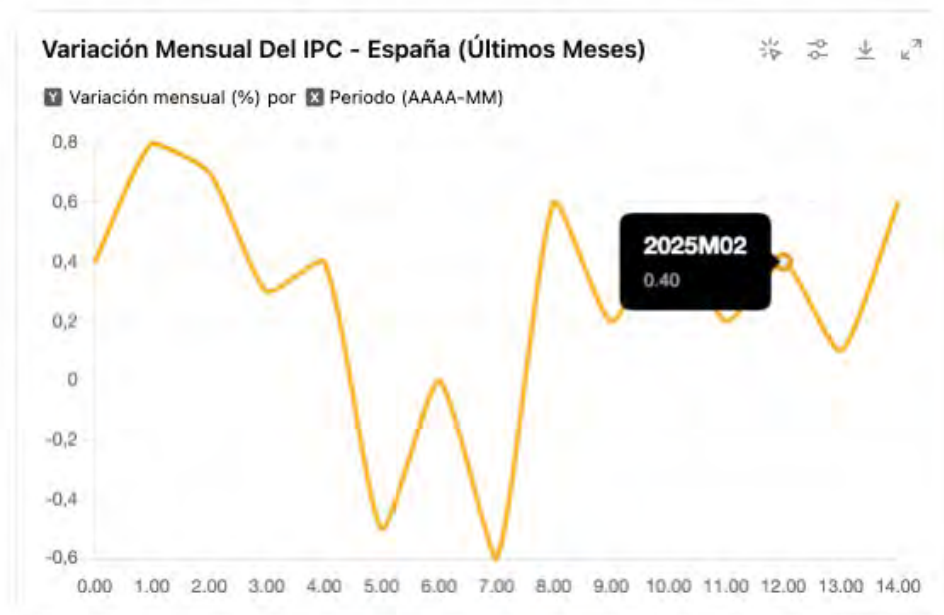 Variación Mensual Del IPC - España (Últimos Meses)
Y Variación mensual (%) por X Periodo (AAAA-MM)
0,8
0,6
0,4
0,2
0
-0,2
-0,4
-0,6
2025M02
0.40
0.00 1.00 2.00 3.00 4.00 5.00 6.00 7.00 8.00 9.00 10.00 11.00 12.00 13.00 14.00